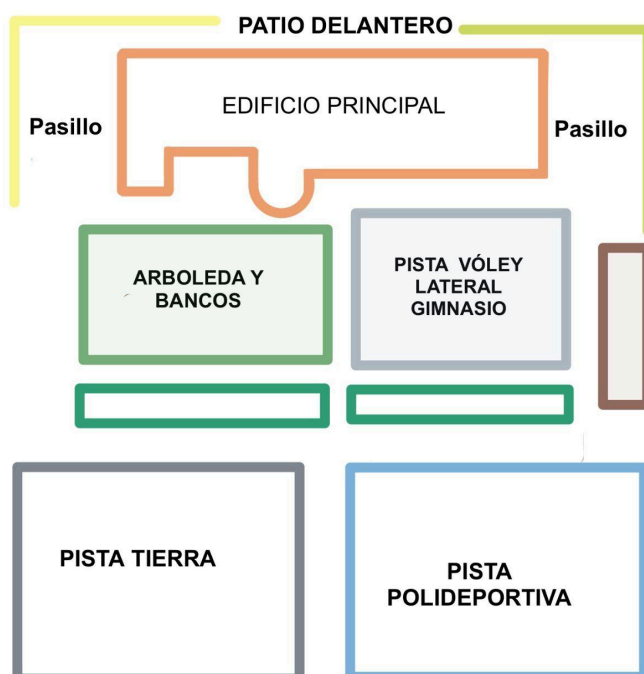 PATIO DELANTERO
EDIFICIO PRINCIPAL
Pasillo
Pasillo
ARBOLEDA Y
BANCOS
PISTA VÓLEY
LATERAL
GIMNASIO
PISTA TIERRA
PISTA
POLIDEPORTIVA